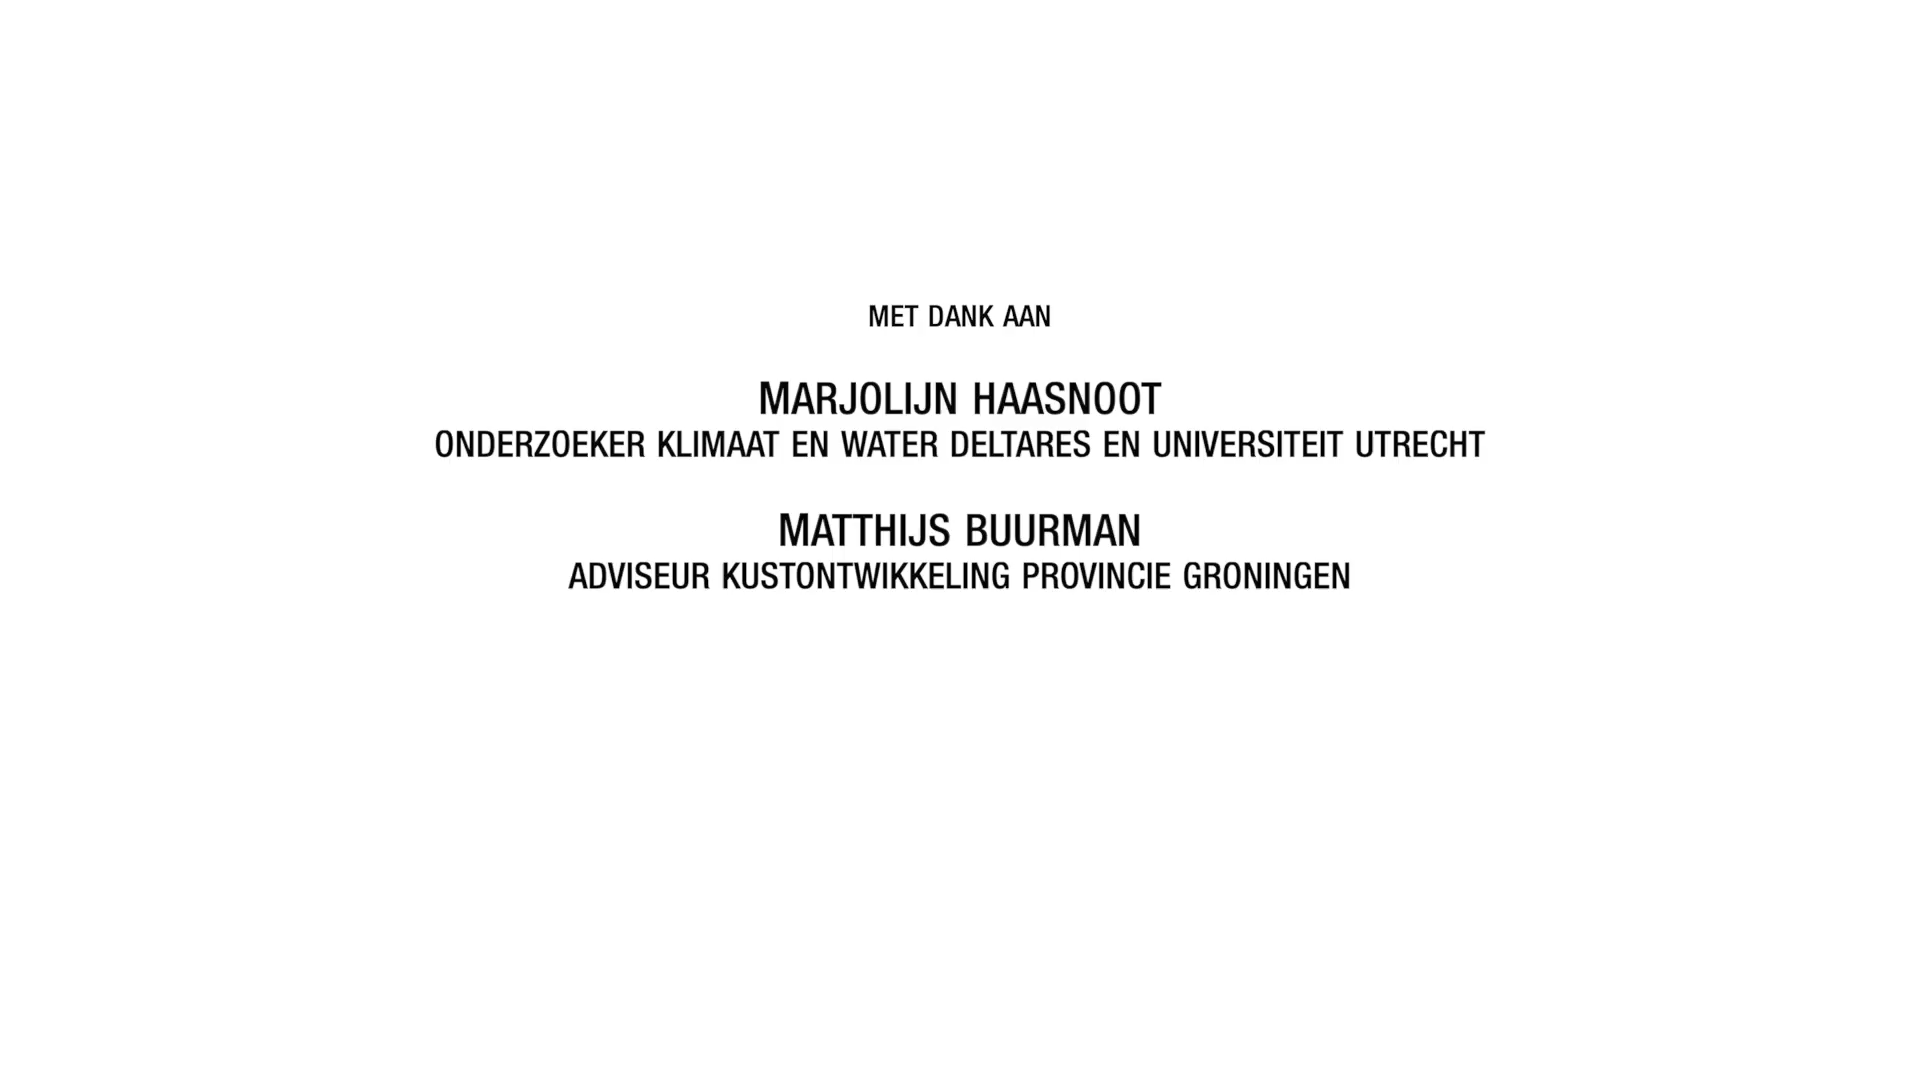 MET DANK AAN
MARJOLIJN HAASNOOT
ONDERZOEKER KLIMAAT EN WATER DELTARES EN UNIVERSITEIT UTRECHT
MATTHIJS BUURMAN
ADVISEUR KUSTONTWIKKELING PROVINCIE GRONINGEN